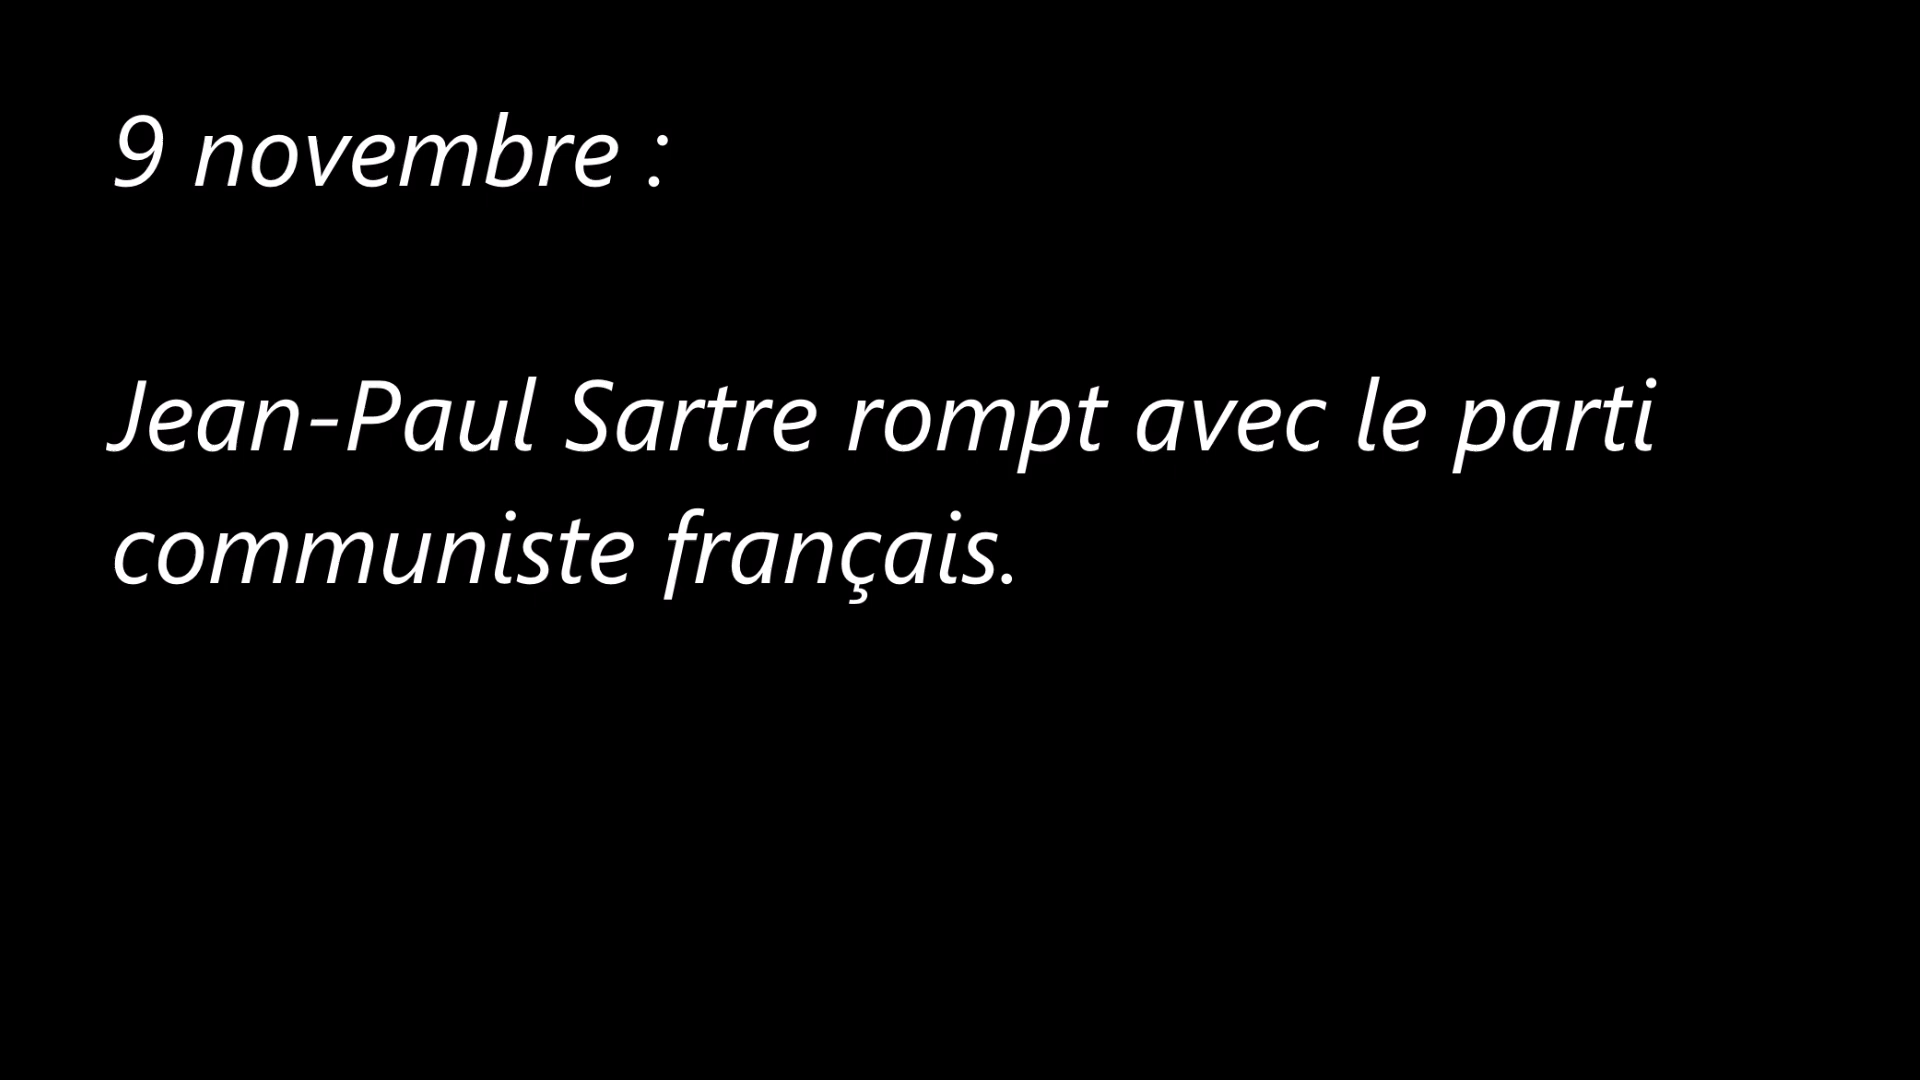 9 novembre :
Jean-Paul Sartre rompt avec le parti
communiste français.